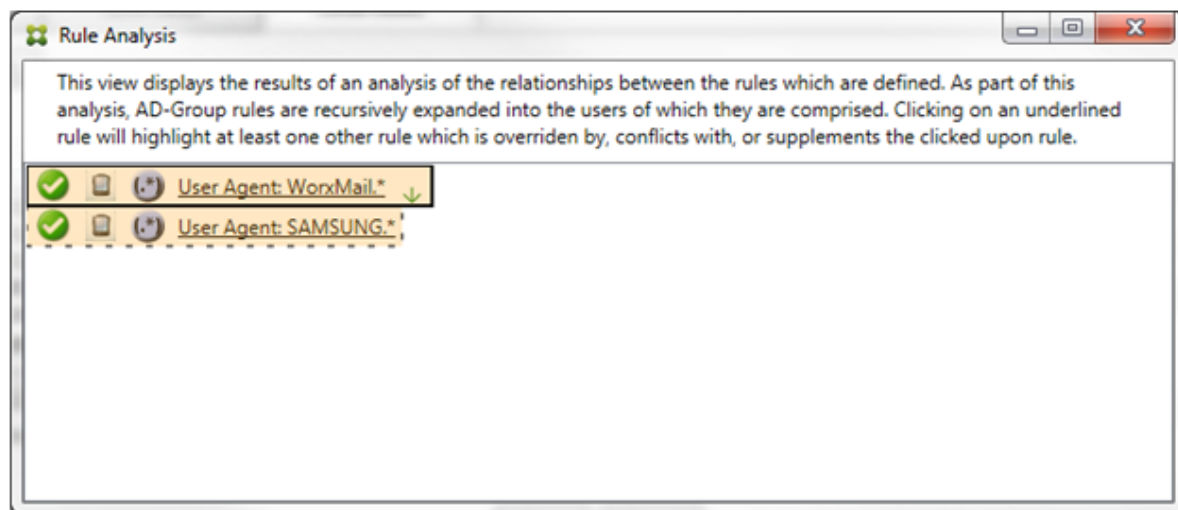 Rule Analysis
This view displays the results of an analysis of the relationships between the rules which are defined. As part of this
analysis, AD-Group rules are recursively expanded into the users of which they are comprised. Clicking on an underlined
rule will highlight at least one other rule which is overriden by, conflicts with, or supplements the clicked upon rule.
(.*) User Agent: WorxMail.*
(.*) User Agent: SAMSUNG.*